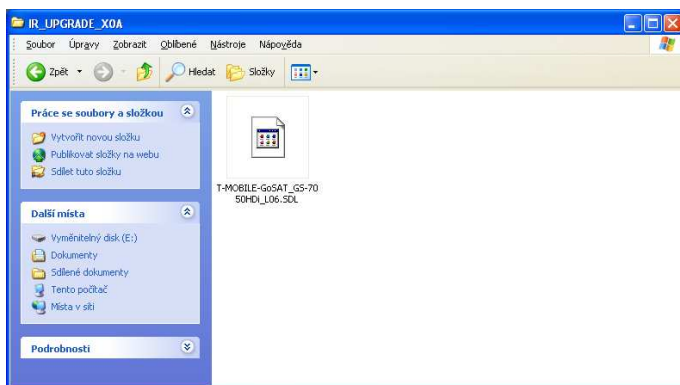 IR_UPGRADE_X0A
Soubor Úpravy Zobrazit Oblíbené Nástroje Nápověda
Zpět Hledat Složky
Práce se soubory a složkou
Vytvořit novou složku
Publikovat složky na webu
Sdílet tuto složku
T-MOBILE-GoSAT_GS-70
50HDi_L06.SDL
Další místa
Vyměnitelný disk (E:)
Dokumenty
Sdílené dokumenty
Tento počítač
Místa v síti
Podrobnosti